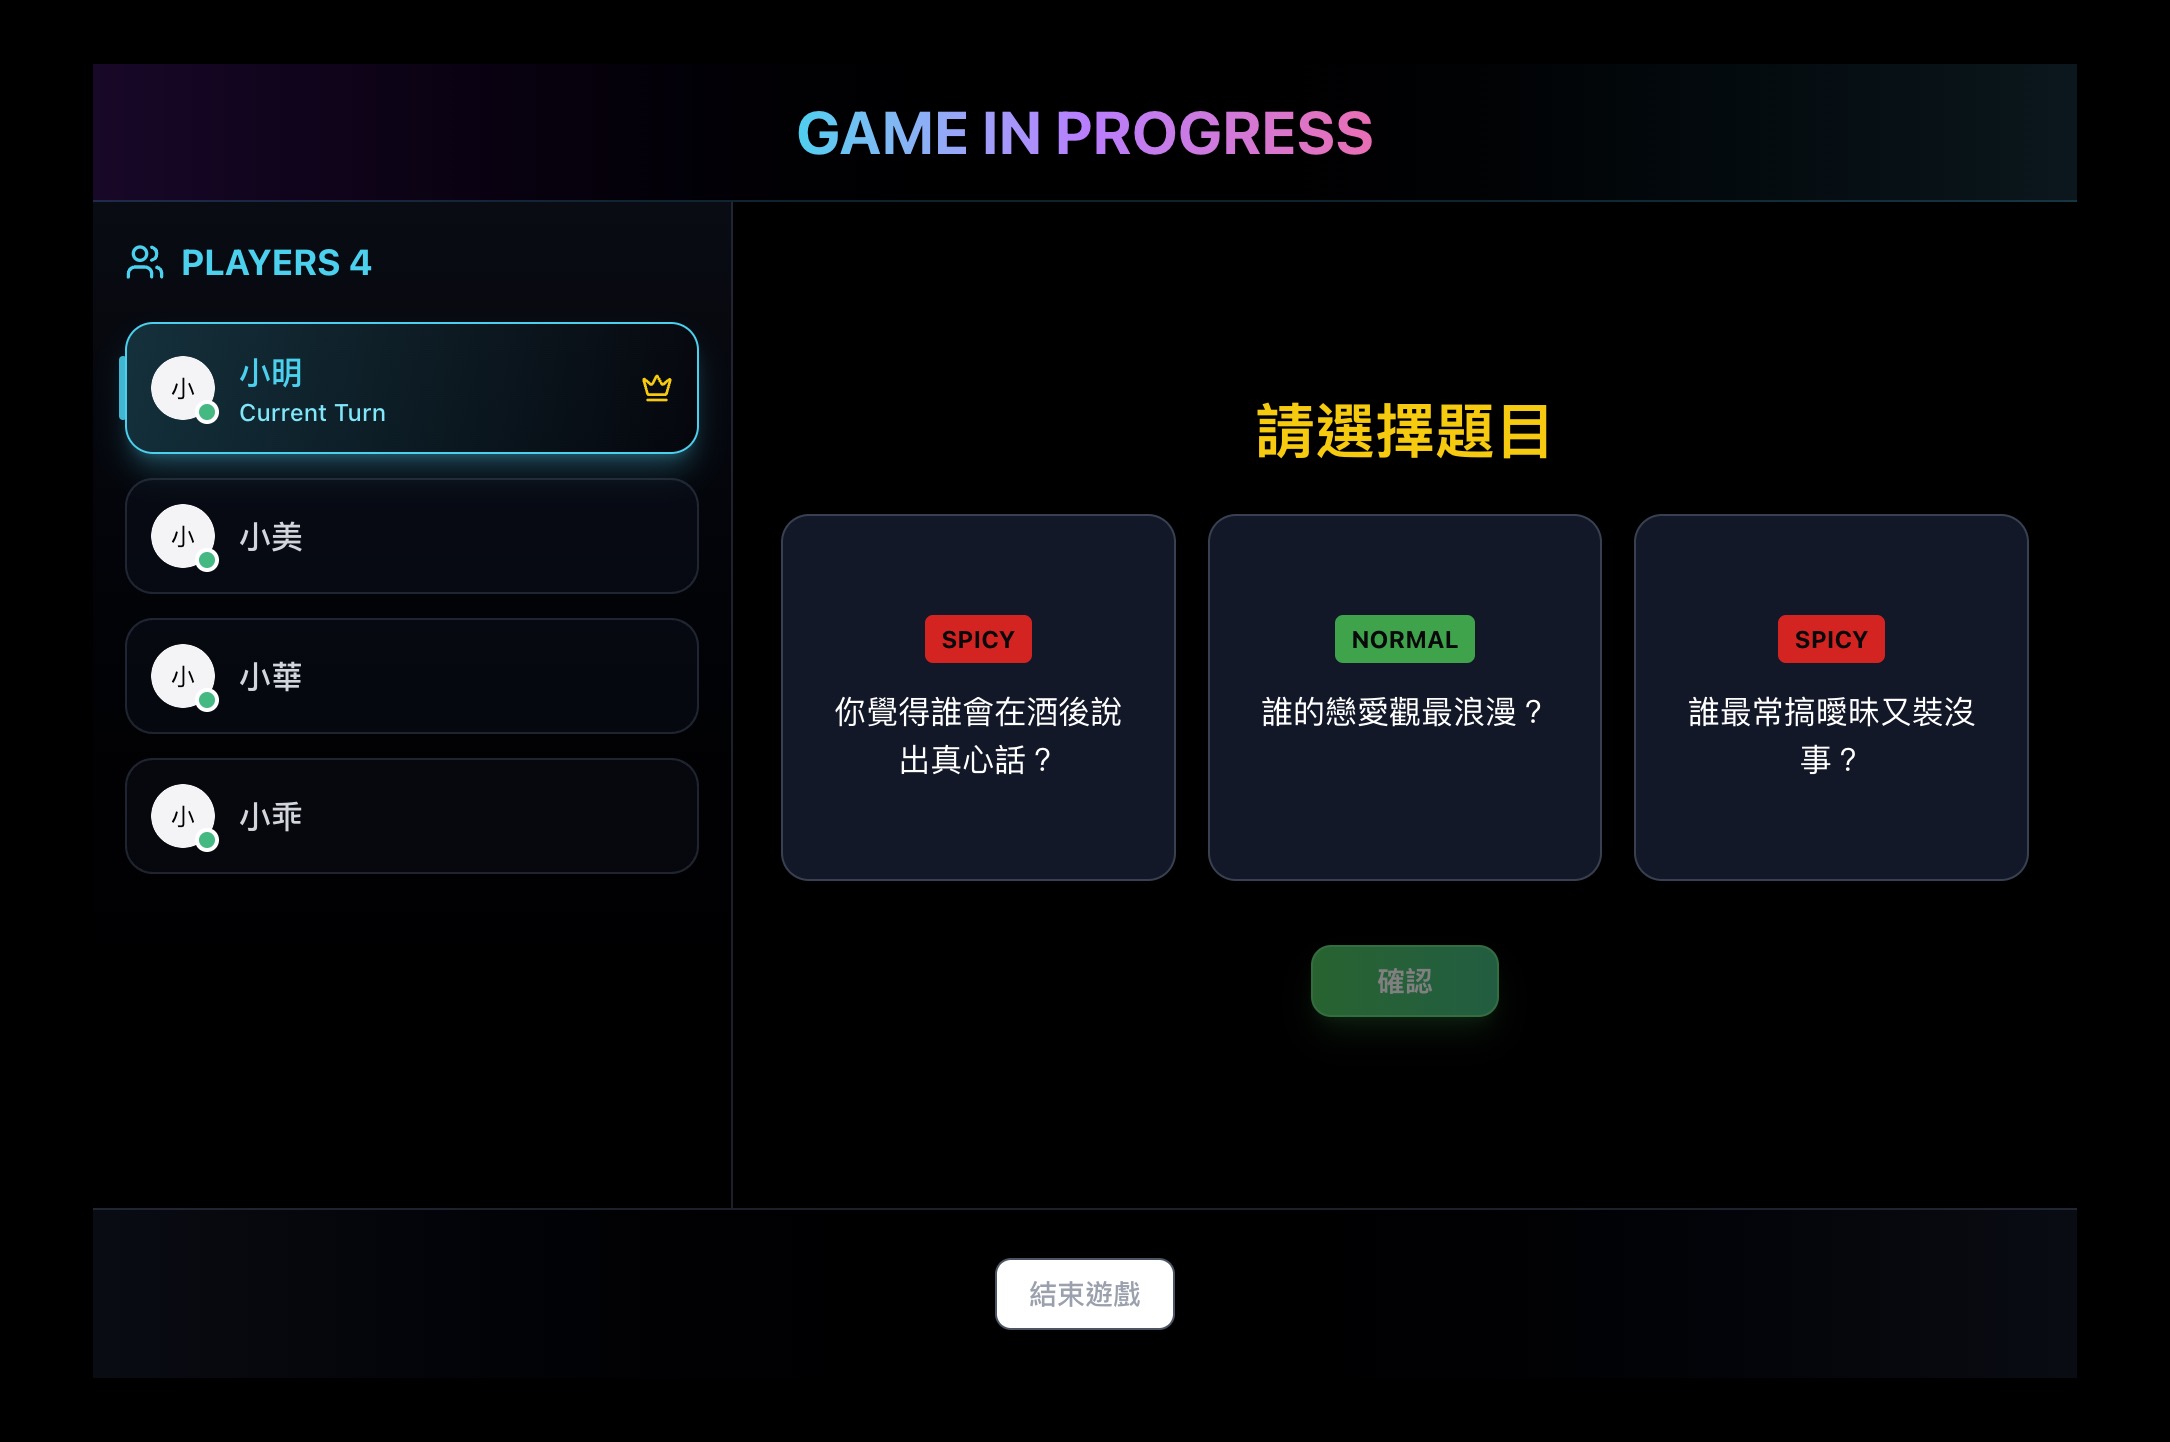 GAME IN PROGRESS
PLAYERS 4
小
小明
Current Turn
小
小美
小
小華
小
小乖
請選擇題目
SPICY
你覺得誰會在酒後說
出真心話？
NORMAL
誰的戀愛觀最浪漫？
SPICY
誰最常搞曖昧又裝沒
事？
確認
結束遊戲